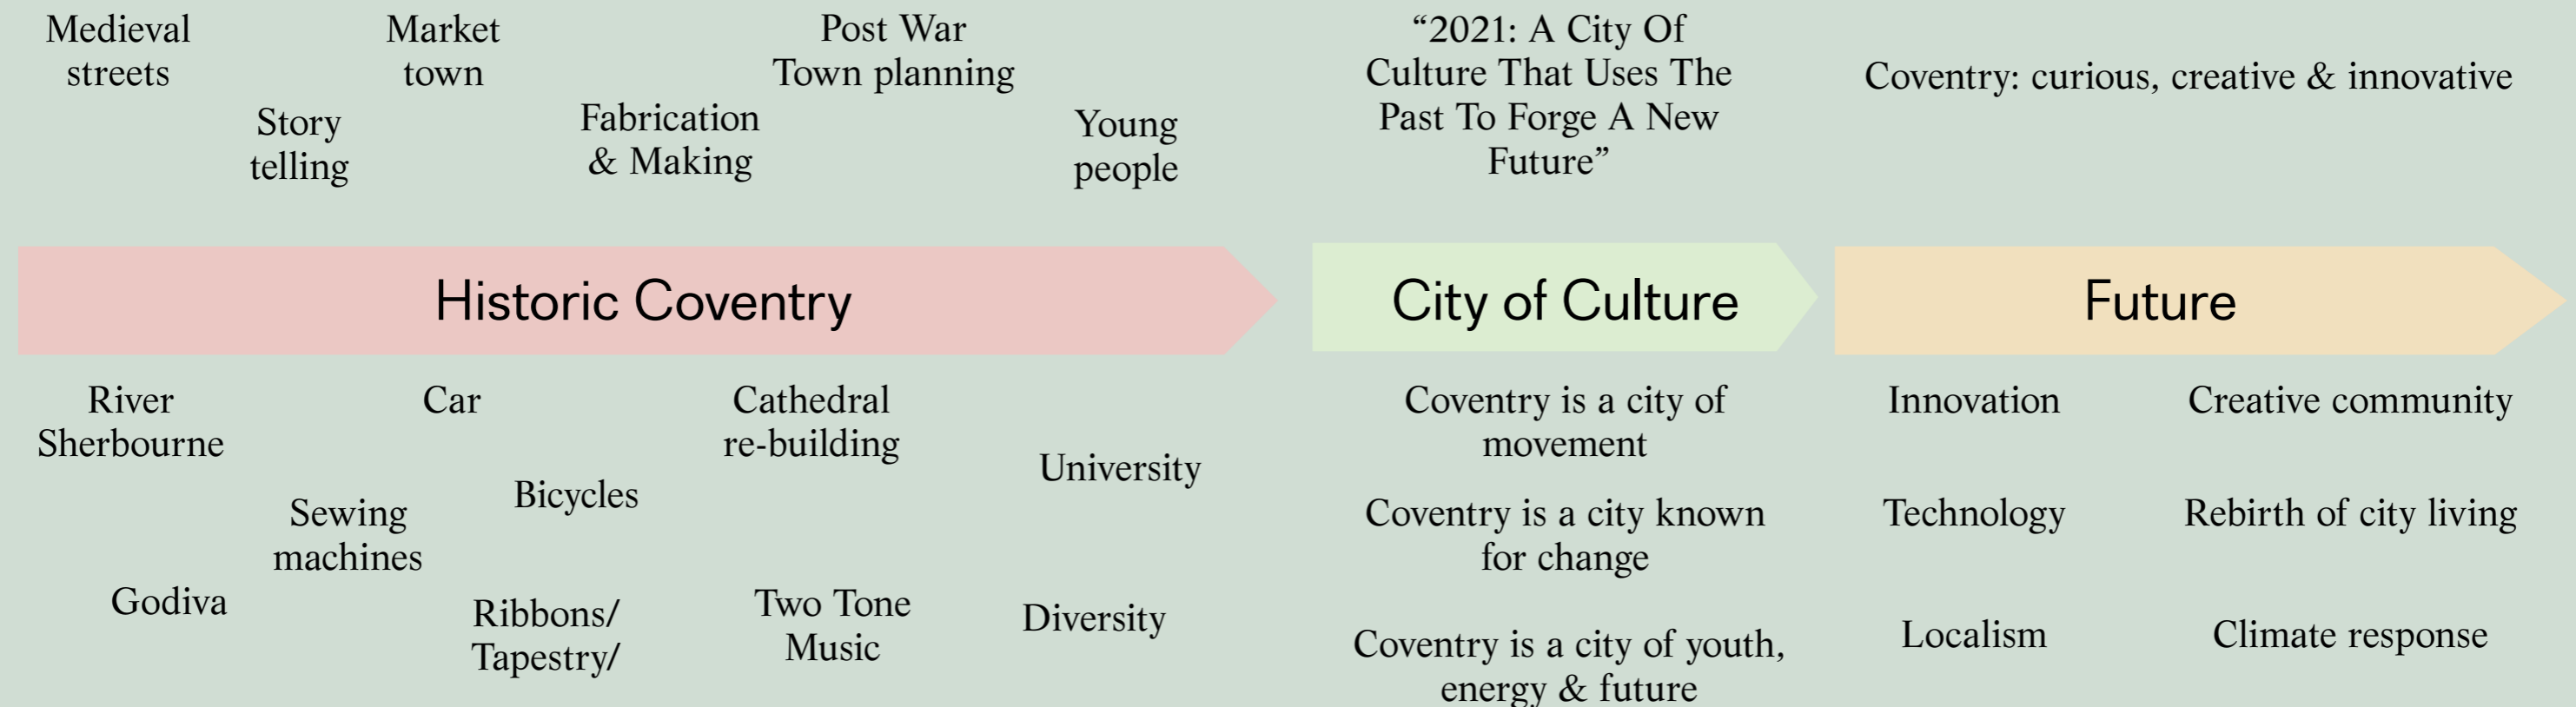 Medieval
streets
Market
town
Post War
Town planning
Story
telling
Fabrication
& Making
Young
people
“2021: A City Of
Culture That Uses The
Past To Forge A New
Future”
Coventry: curious, creative & innovative
Historic Coventry
City of Culture
Future
River
Sherbourne
Car
Cathedral
re-building
University
Sewing
machines
Bicycles
Godiva
Ribbons/
Tapestry/
Two Tone
Music
Diversity
Coventry is a city of
movement
Coventry is a city known
for change
Coventry is a city of youth,
energy & future
Innovation
Creative community
Technology
Rebirth of city living
Localism
Climate response